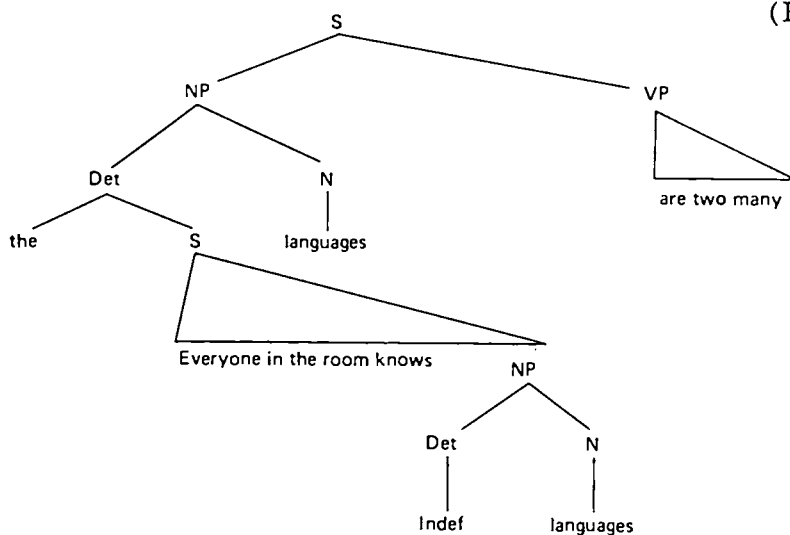 (E
S
NP VP
Det N
are two many
the S languages
Everyone in the room knows
NP
Det N
Indef languages